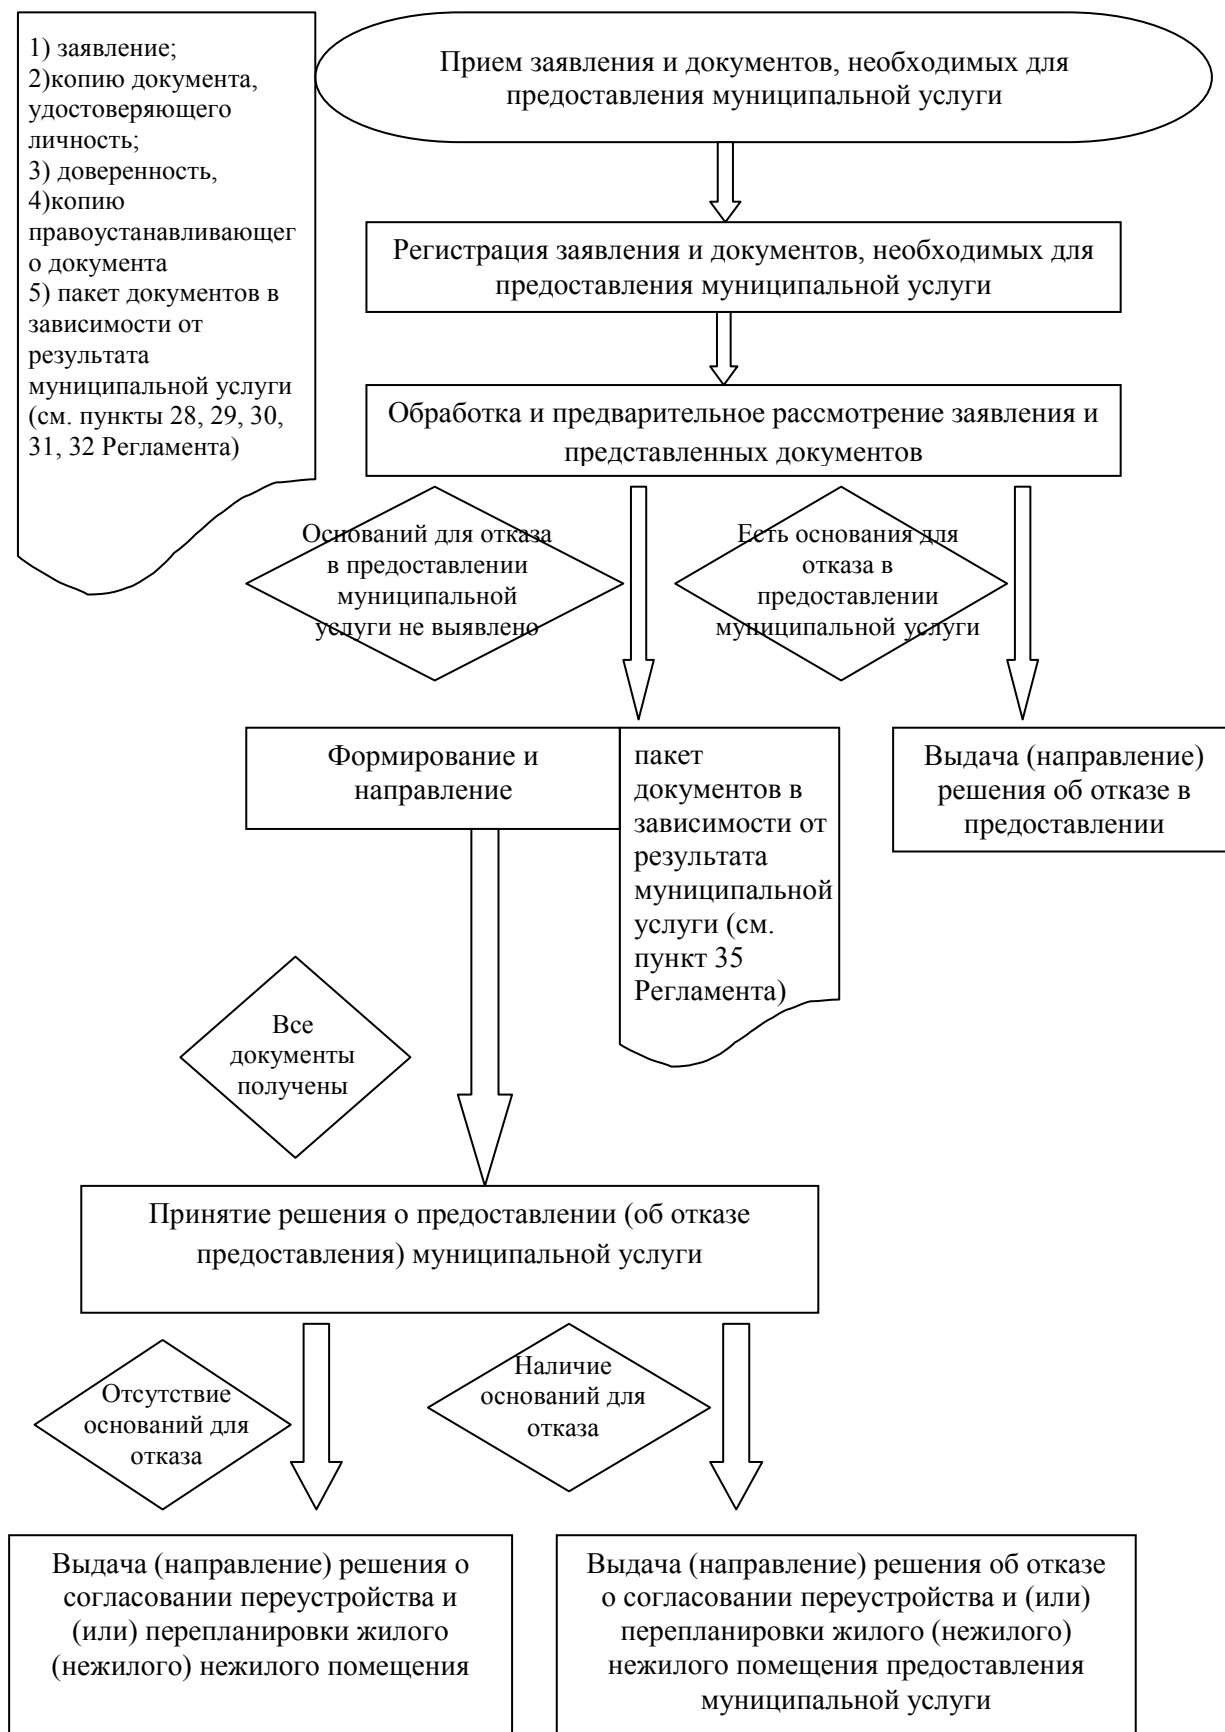 1) заявление;
2)копию документа,
удостоверяющего
личность;
3) доверенность,
4)копию
правоустанавливающег
о документа
5) пакет документов в
зависимости от
результата
муниципальной услуги
(см. пункты 28, 29, 30,
31, 32 Регламента)
Прием заявления и документов, необходимых для
предоставления муниципальной услуги
Регистрация заявления и документов, необходимых для
предоставления муниципальной услуги
Обработка и предварительное рассмотрение заявления и
представленных документов
Оснований для отказа
в предоставлении
муниципальной
услуги не выявлено
Есть основания для
отказа в
предоставлении
муниципальной услуги
Формирование и
направление
пакет
документов в
зависимости от
результата
муниципальной
услуги (см.
пункт 35
Регламента)
Выдача (направление)
решения об отказе в
предоставлении
Все
документы
получены
Принятие решения о предоставлении (об отказе
предоставления) муниципальной услуги
Отсутствие
оснований для
отказа
Наличие
оснований для
отказа
Выдача (направление) решения о
согласовании переустройства и
(или) перепланировки жилого
(нежилого) нежилого помещения
Выдача (направление) решения об отказе
о согласовании переустройства и (или)
перепланировки жилого (нежилого)
нежилого помещения предоставления
муниципальной услуги